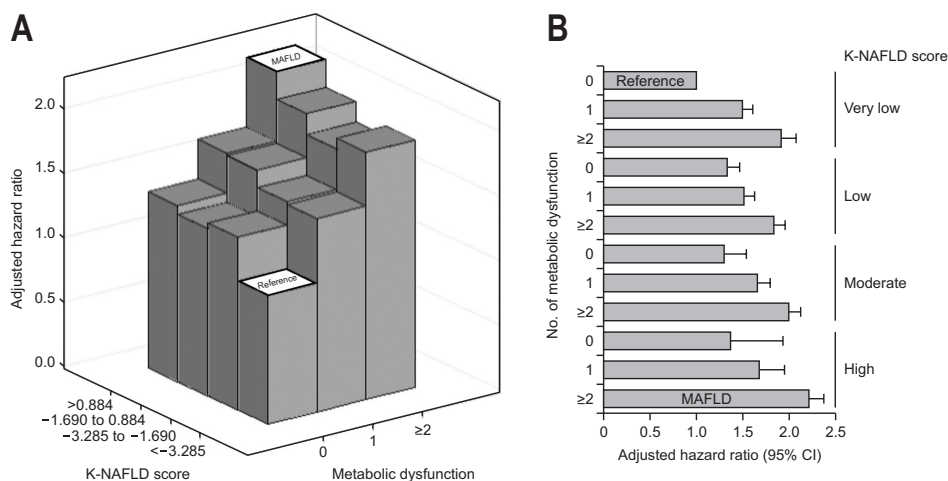 A
MAFLD
Reference
Adjusted hazard ratio
2.0
1.5
1.0
0.5
0.0
>0.884
−1.690 to 0.884
−3.285 to −1.690
<−3.285
K-NAFLD score
0
1
≥2
Metabolic dysfunction
B
K-NAFLD score
No. of metabolic dysfunction
0
Reference
1
Very low
≥2
0
1
Low
≥2
0
1
Moderate
≥2
0
1
High
≥2
MAFLD
0
0.5
1.0
1.5
2.0
2.5
Adjusted hazard ratio (95% CI)